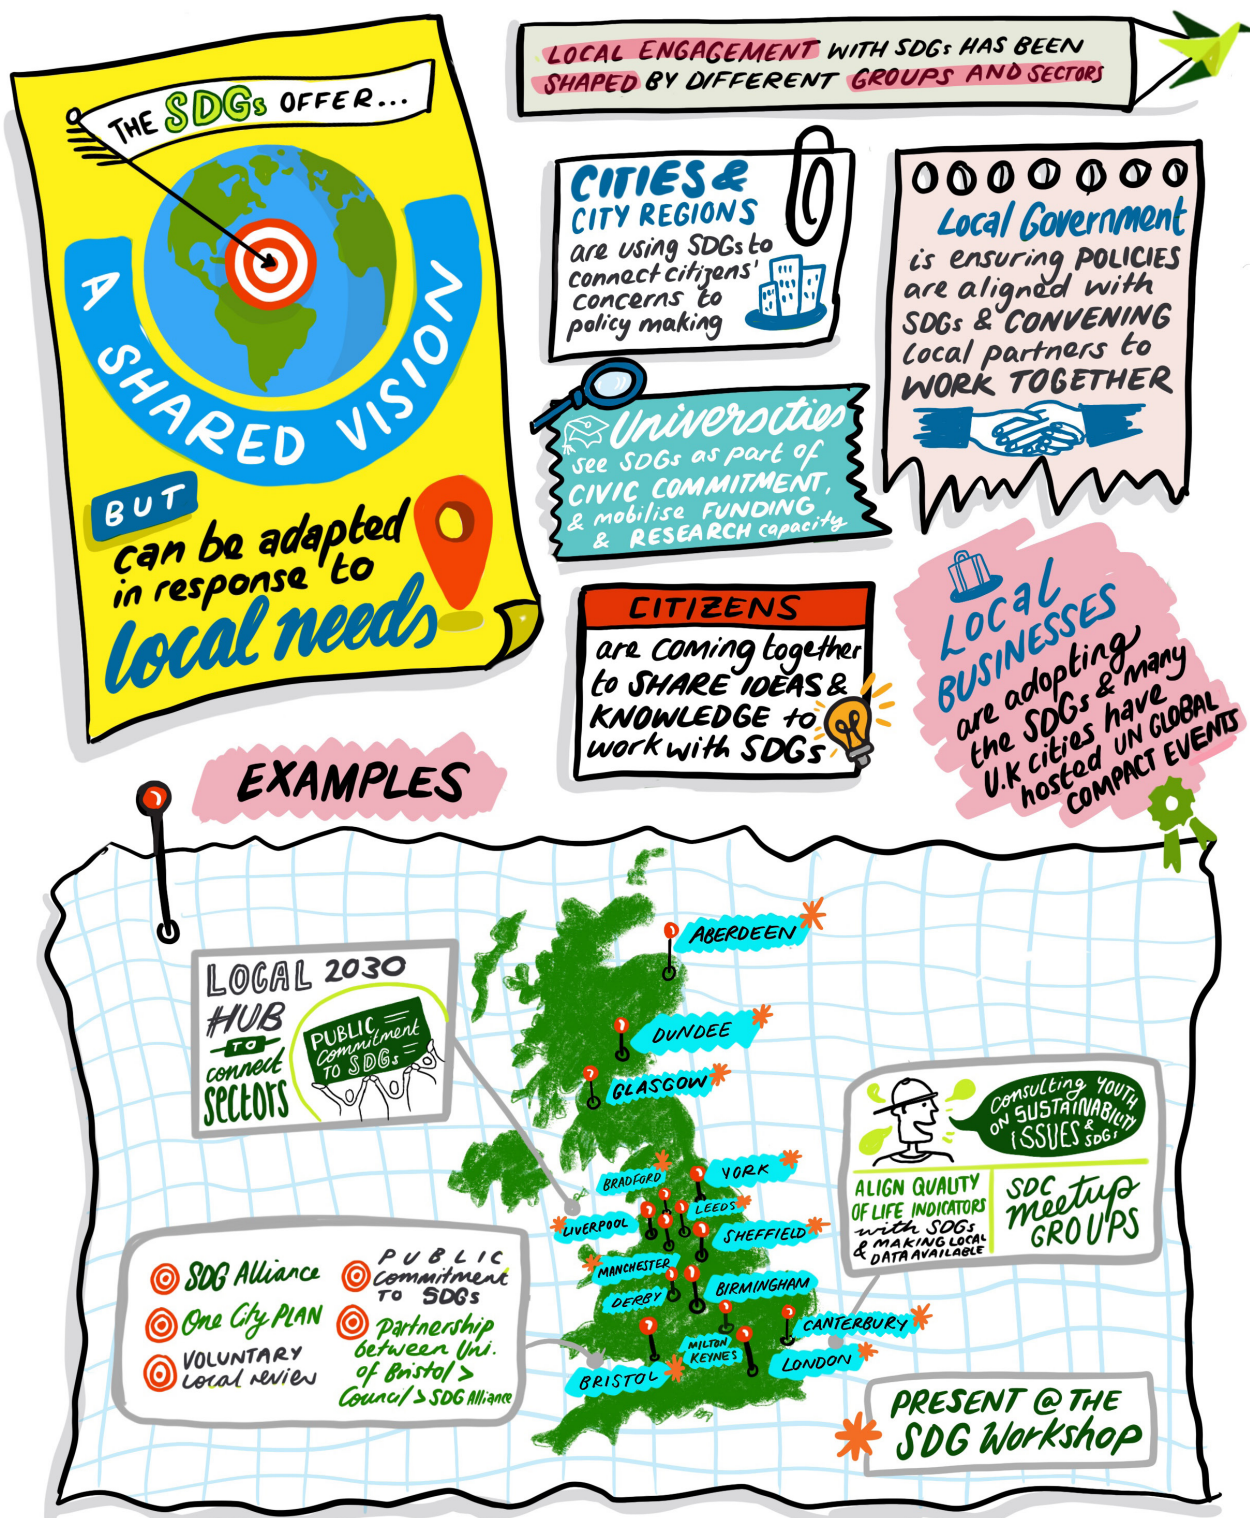 THE SDGs OFFER...
A SHARED VISION
BUT
can be adapted
in response to
local needs
LOCAL ENGAGEMENT WITH SDGs HAS BEEN
SHAPED BY DIFFERENT GROUPS AND SECTORS
CITIES &
CITY REGIONS
are using SDGs to
connect citizens'
concerns to
policy making
Local Government
is ensuring POLICIES
are aligned with
SDGs & CONVENING
local partners to
WORK TOGETHER
Universities
see SDGs as part of
CIVIC COMMITMENT,
& mobilise FUNDING
& RESEARCH capacity
CITIZENS
are coming together
to SHARE IDEAS &
KNOWLEDGE to
work with SDGs
LOCAL
BUSINESSES
are adopting
the SDGs & many
U.K cities have
hosted UN GLOBAL
COMPACT EVENTS
EXAMPLES
LOCAL 2030
HUB
TO
connect
SECTORS
PUBLIC
commitment
TO SDGs
ABERDEEN
DUNDEE
GLASGOW
BRADFORD
YORK
LEEDS
LIVERPOOL
SHEFFIELD
MANCHESTER
DERBY
BIRMINGHAM
CANTERBURY
MILTON
KEYNES
LONDON
BRISTOL
consulting YOUTH
ON SUSTAINABILITY
ISSUES &
SDGs
ALIGN QUALITY
OF LIFE INDICATORS
with SDGs
& MAKING LOCAL
DATA AVAILABLE
SDC
meetup
GROUPS
SDG Alliance
One City PLAN
VOLUNTARY
Local review
PUBLIC
commitment
TO SDGs
Partnership
between Uni.
of Bristol >
Council > SDG Alliance
PRESENT @ THE
SDG Workshop